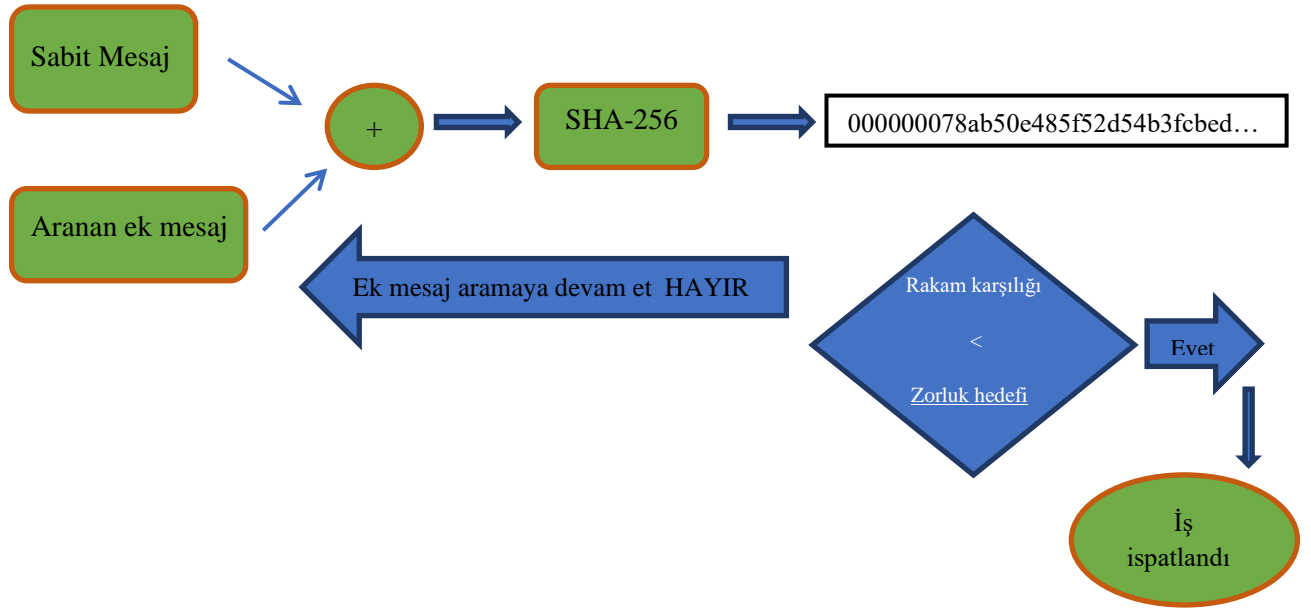 Sabit Mesaj
+
SHA-256
000000078ab50e485f52d54b3fcbed…
Aranan ek mesaj
Ek mesaj aramaya devam et HAYIR
Rakam karşılığı
<
Zorluk hedefi
Evet
İş
ispatlandı